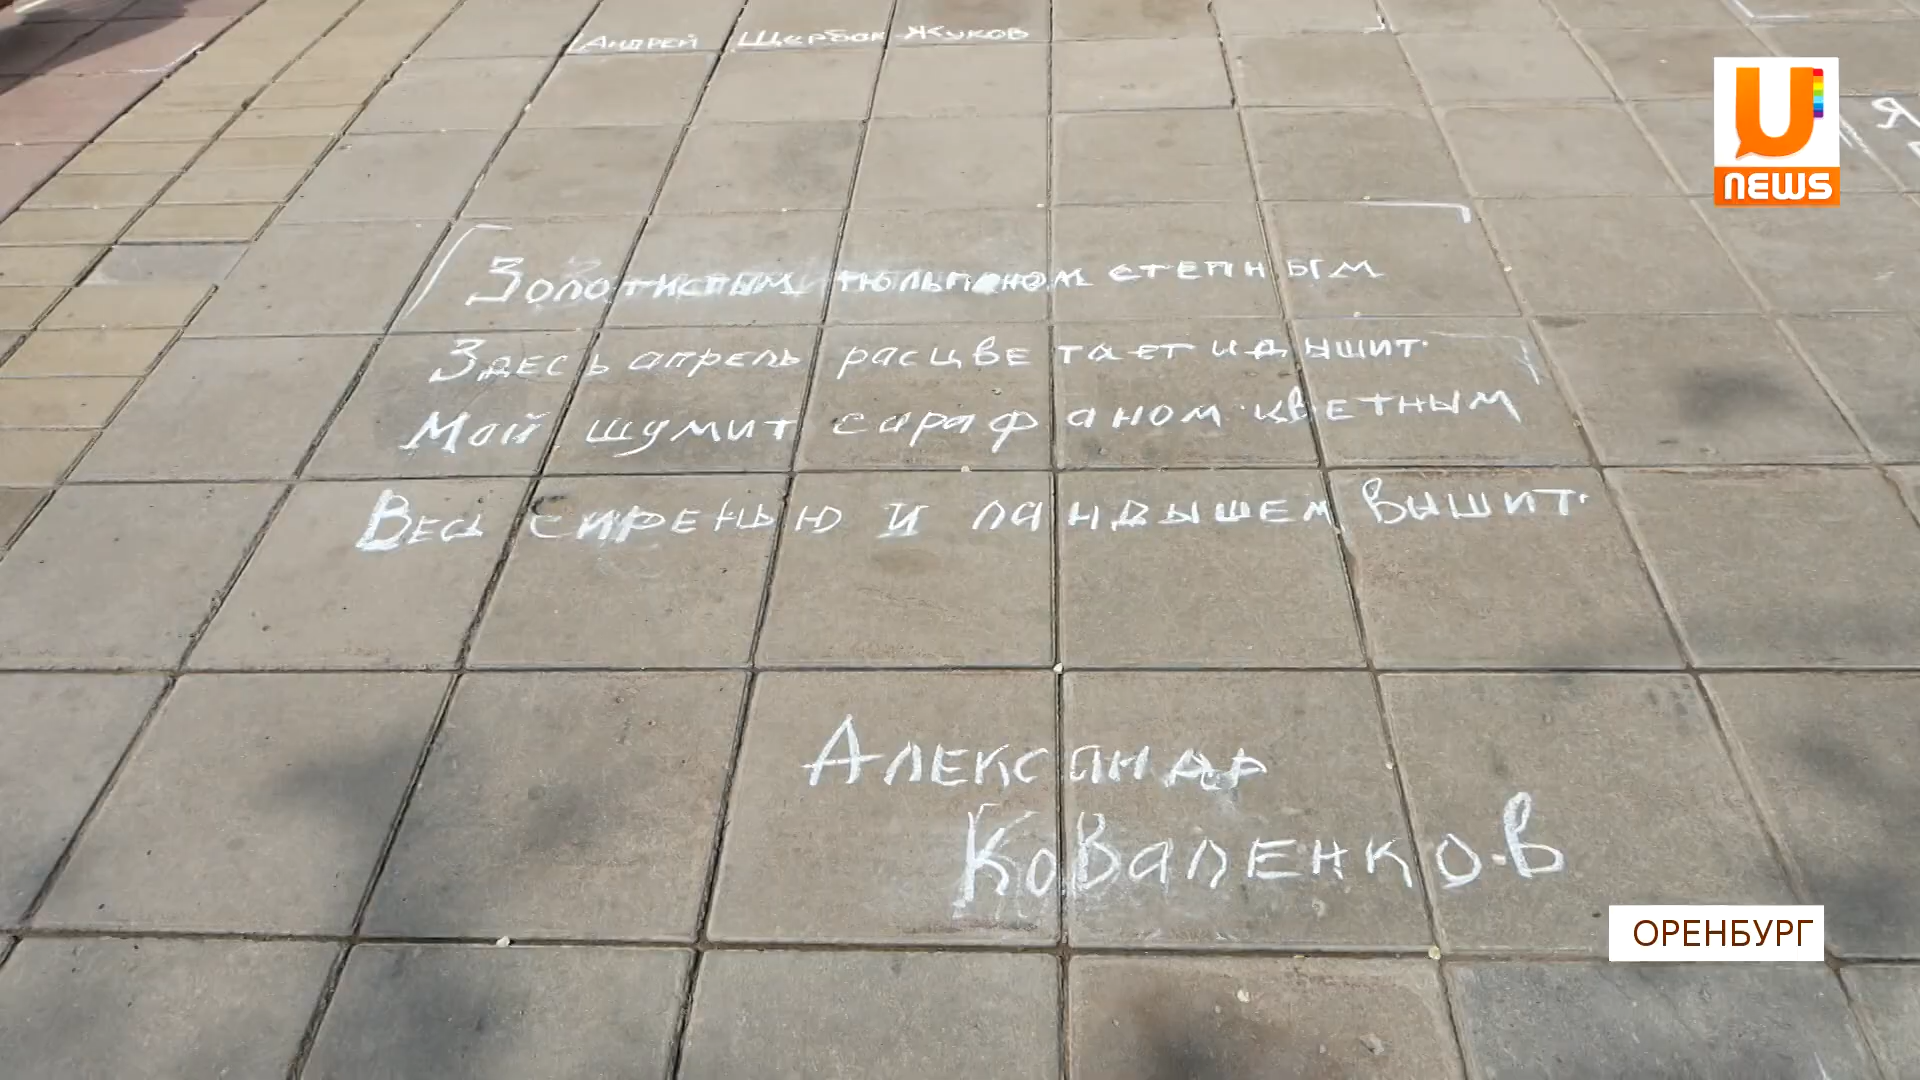 Андрей Щербак-Жуков
U
NEWS
Я
Золотистым тюльпаном степным
Здесь апрель расцветает и дышит.
Май шумит сарафаном цветным
Весь сиренью и ландышем вышит.
Александр
Коваленков
ОРЕНБУРГ